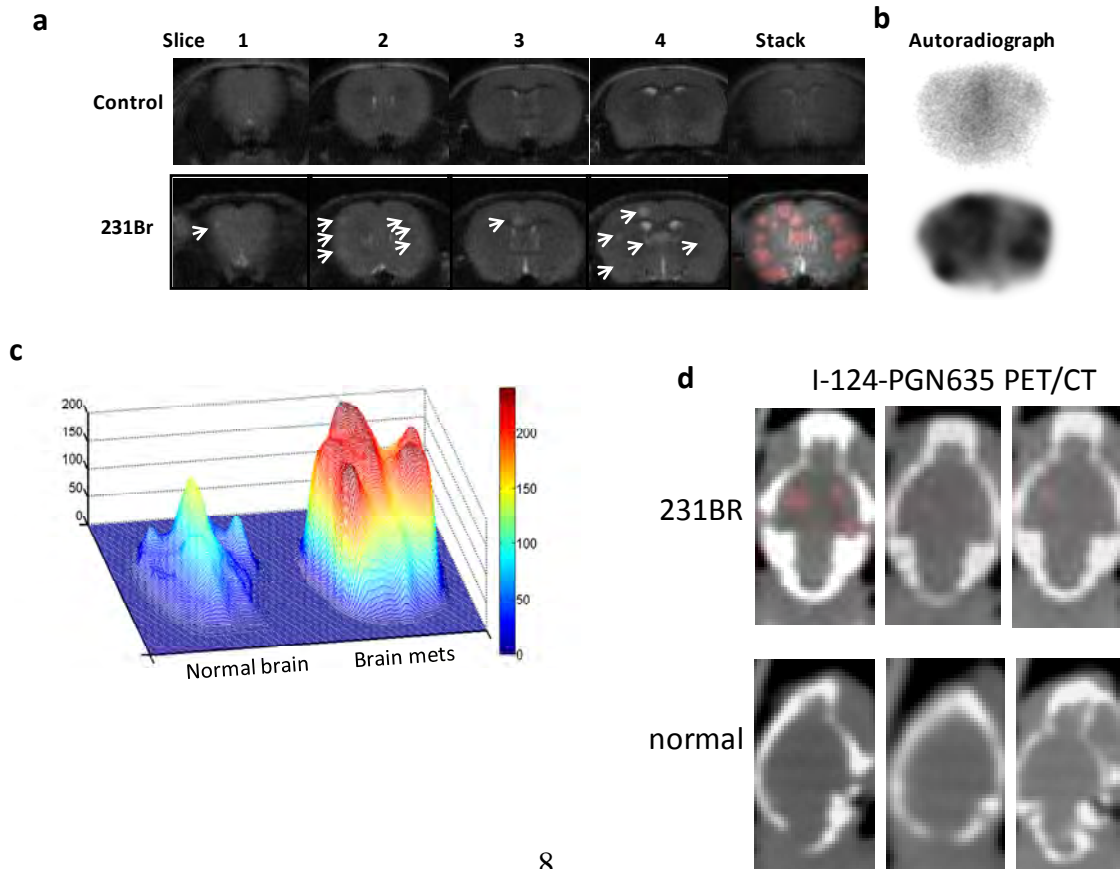 a
Slice 1 2 3 4 Stack
Control
231Br
b
Autoradiograph
c
200
150
100
50
0
200
150
100
50
0
Normal brain Brain mets
d
I-124-PGN635 PET/CT
231BR
normal
8